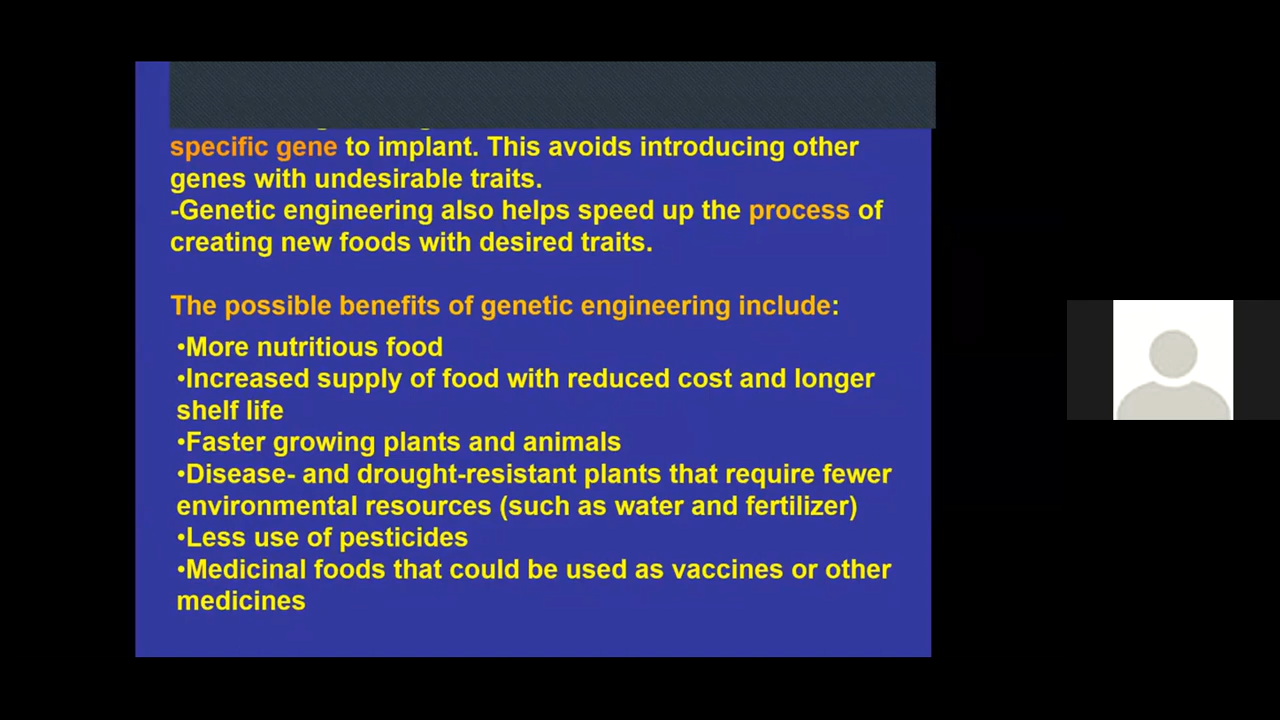 specific gene to implant. This avoids introducing other
genes with undesirable traits.
-Genetic engineering also helps speed up the process of
creating new foods with desired traits.
The possible benefits of genetic engineering include:
•More nutritious food
•Increased supply of food with reduced cost and longer
shelf life
•Faster growing plants and animals
•Disease- and drought-resistant plants that require fewer
environmental resources (such as water and fertilizer)
•Less use of pesticides
•Medicinal foods that could be used as vaccines or other
medicines